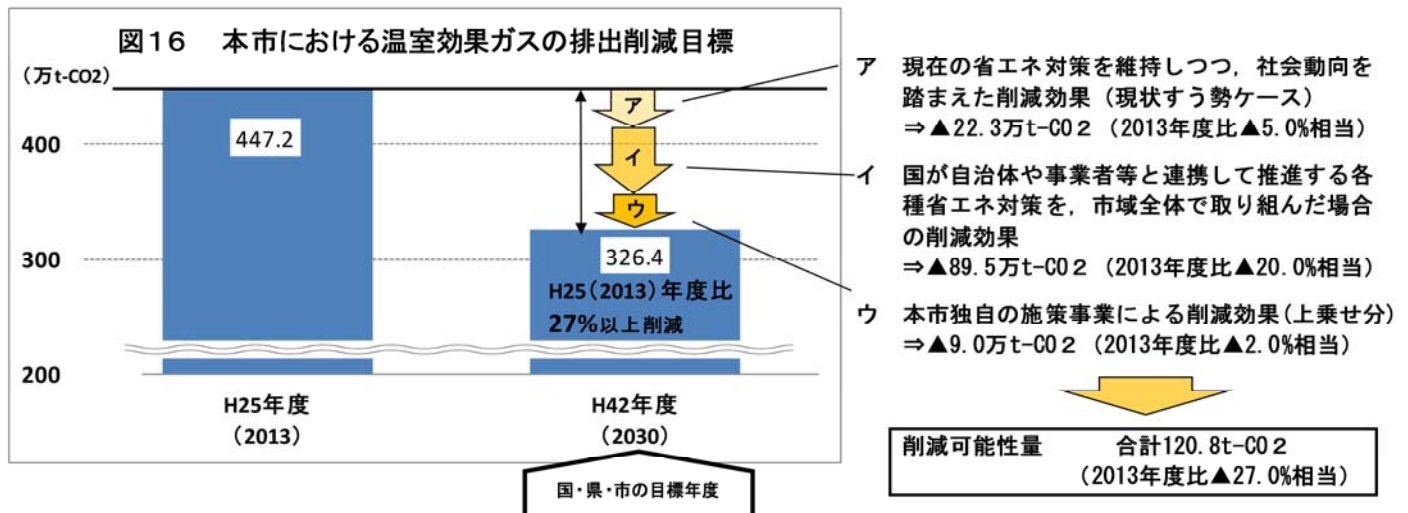 図１６　本市における温室効果ガスの排出削減目標
（万t-CO2）
400
300
200
447.2
ア
イ
ウ
326.4
H25(2013)年度比
27%以上削減
H25年度
（2013）
H42年度
（2030）
国・県・市の目標年度
ア　現在の省エネ対策を維持しつつ，社会動向を
踏まえた削減効果（現状すう勢ケース）
⇒▲22.3万t-CO２（2013年度比▲5.0%相当）
イ　国が自治体や事業者等と連携して推進する各
種省エネ対策を，市域全体で取り組んだ場合
の削減効果
⇒▲89.5万t-CO２（2013年度比▲20.0%相当）
ウ　本市独自の施策事業による削減効果(上乗せ分)
⇒▲9.0万t-CO２（2013年度比▲2.0%相当）
削減可能性量　　合計120.8t-CO２
（2013年度比▲27.0%相当）